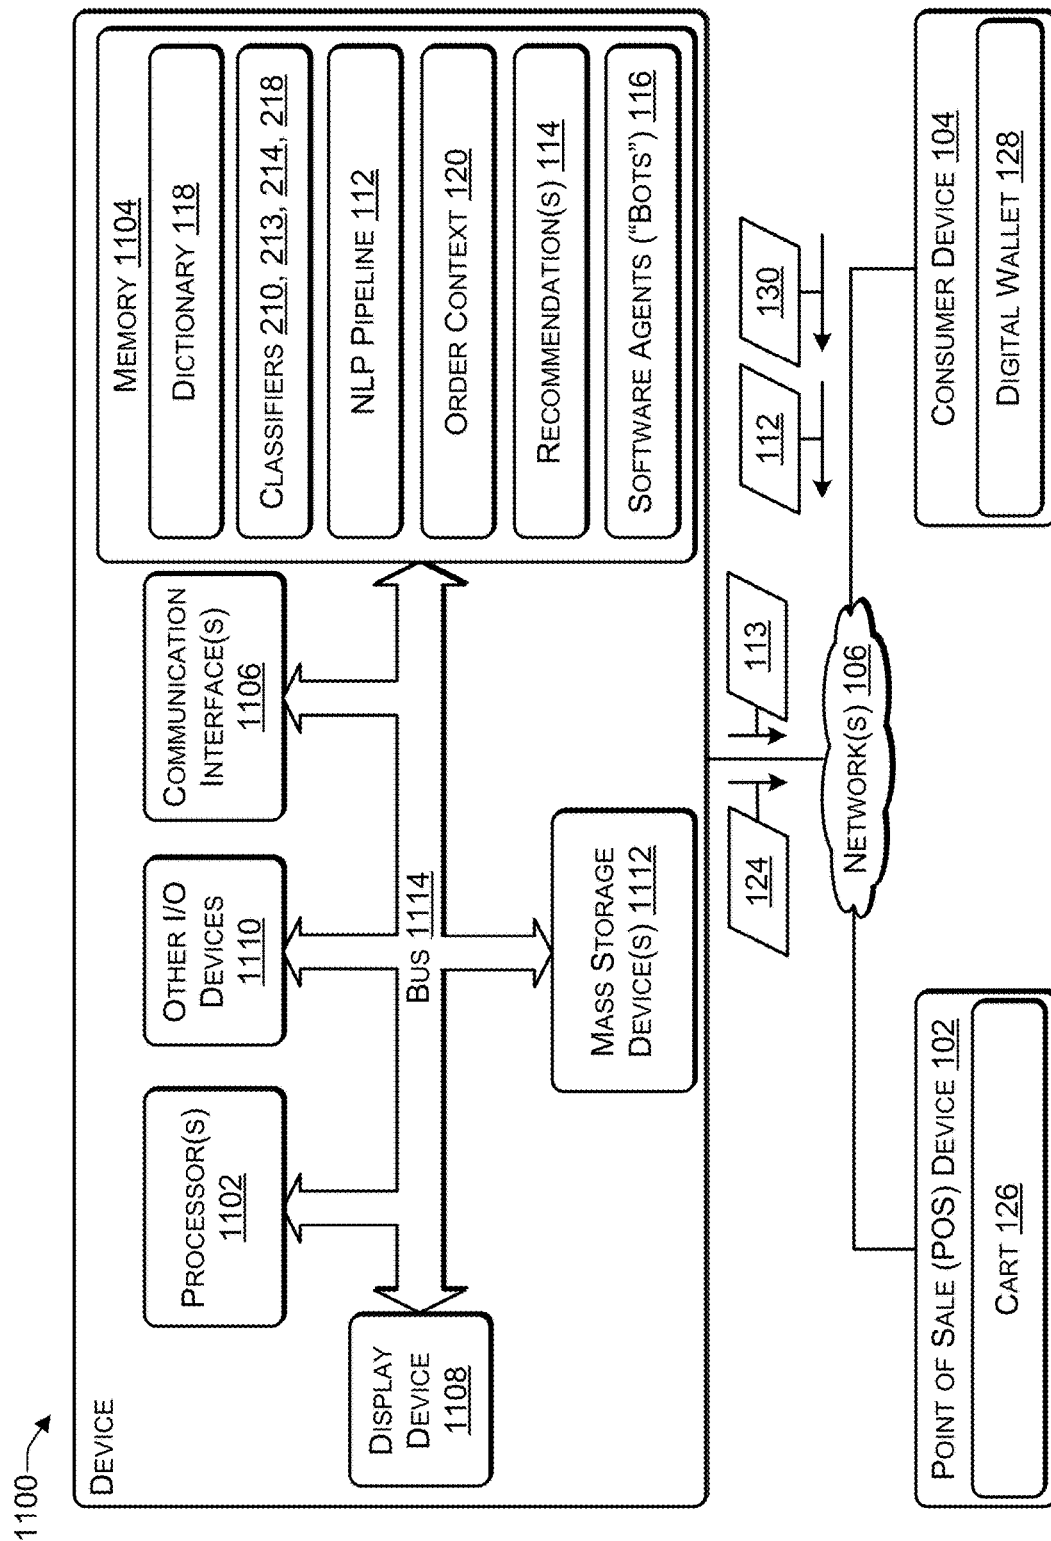 1100
DEVICE
PROCESSOR(S)
1102
OTHER I/O
DEVICES
1110
COMMUNICATION
INTERFACE(S)
1106
MEMORY 1104
DICTIONARY 118
CLASSIFIERS 210, 213, 214, 218
NLP PIPELINE 112
ORDER CONTEXT 120
RECOMMENDATION(S) 114
SOFTWARE AGENTS (“BOTS”) 116
DISPLAY
DEVICE
1108
BUS 1114
MASS STORAGE
DEVICE(S) 1112
124
113
112
130
NETWORK(S) 106
POINT OF SALE (POS) DEVICE 102
CART 126
CONSUMER DEVICE 104
DIGITAL WALLET 128